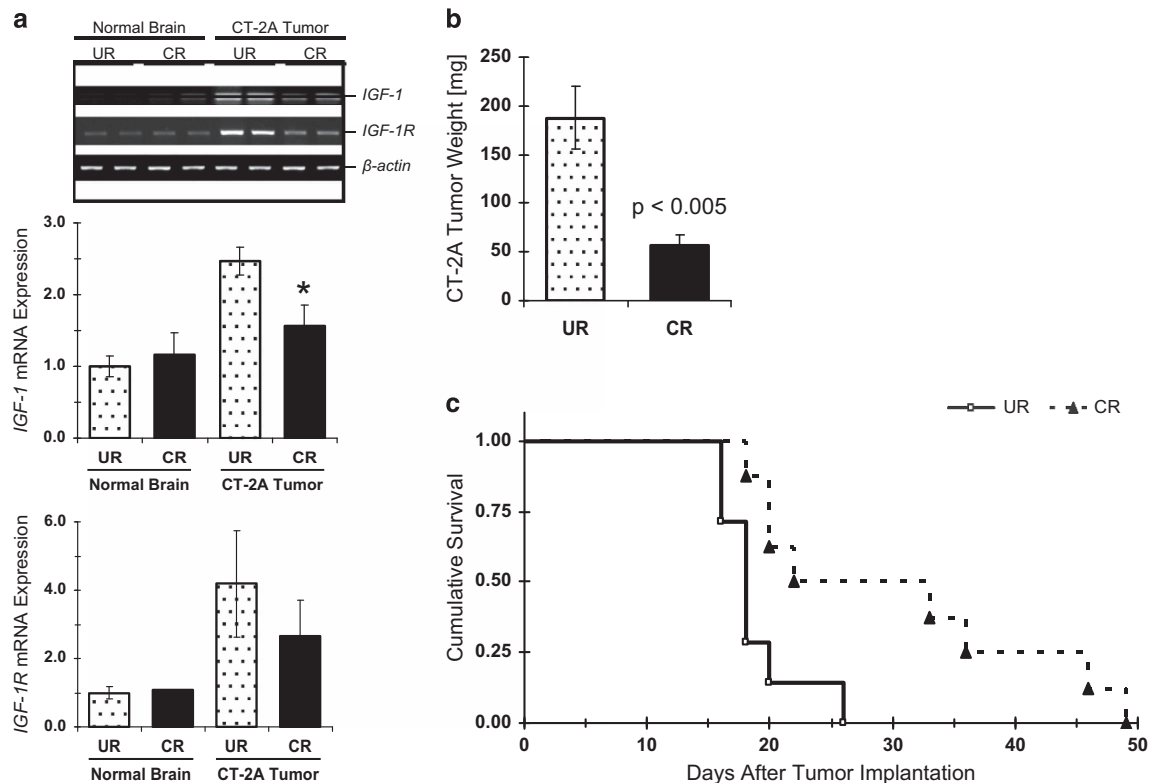 a
Normal Brain CT-2A Tumor
UR CR UR CR
IGF-1
IGF-1R
β-actin
3.0
2.0
1.0
0.0
IGF-1 mRNA Expression
*
UR CR UR CR
Normal Brain CT-2A Tumor
6.0
4.0
2.0
0.0
IGF-1R mRNA Expression
UR CR UR CR
Normal Brain CT-2A Tumor
b
250
200
150
100
50
0
CT-2A Tumor Weight [mg]
p < 0.005
UR CR
c
UR CR
1.00
0.75
0.50
0.25
0.00
Cumulative Survival
0 10 20 30 40 50
Days After Tumor Implantation